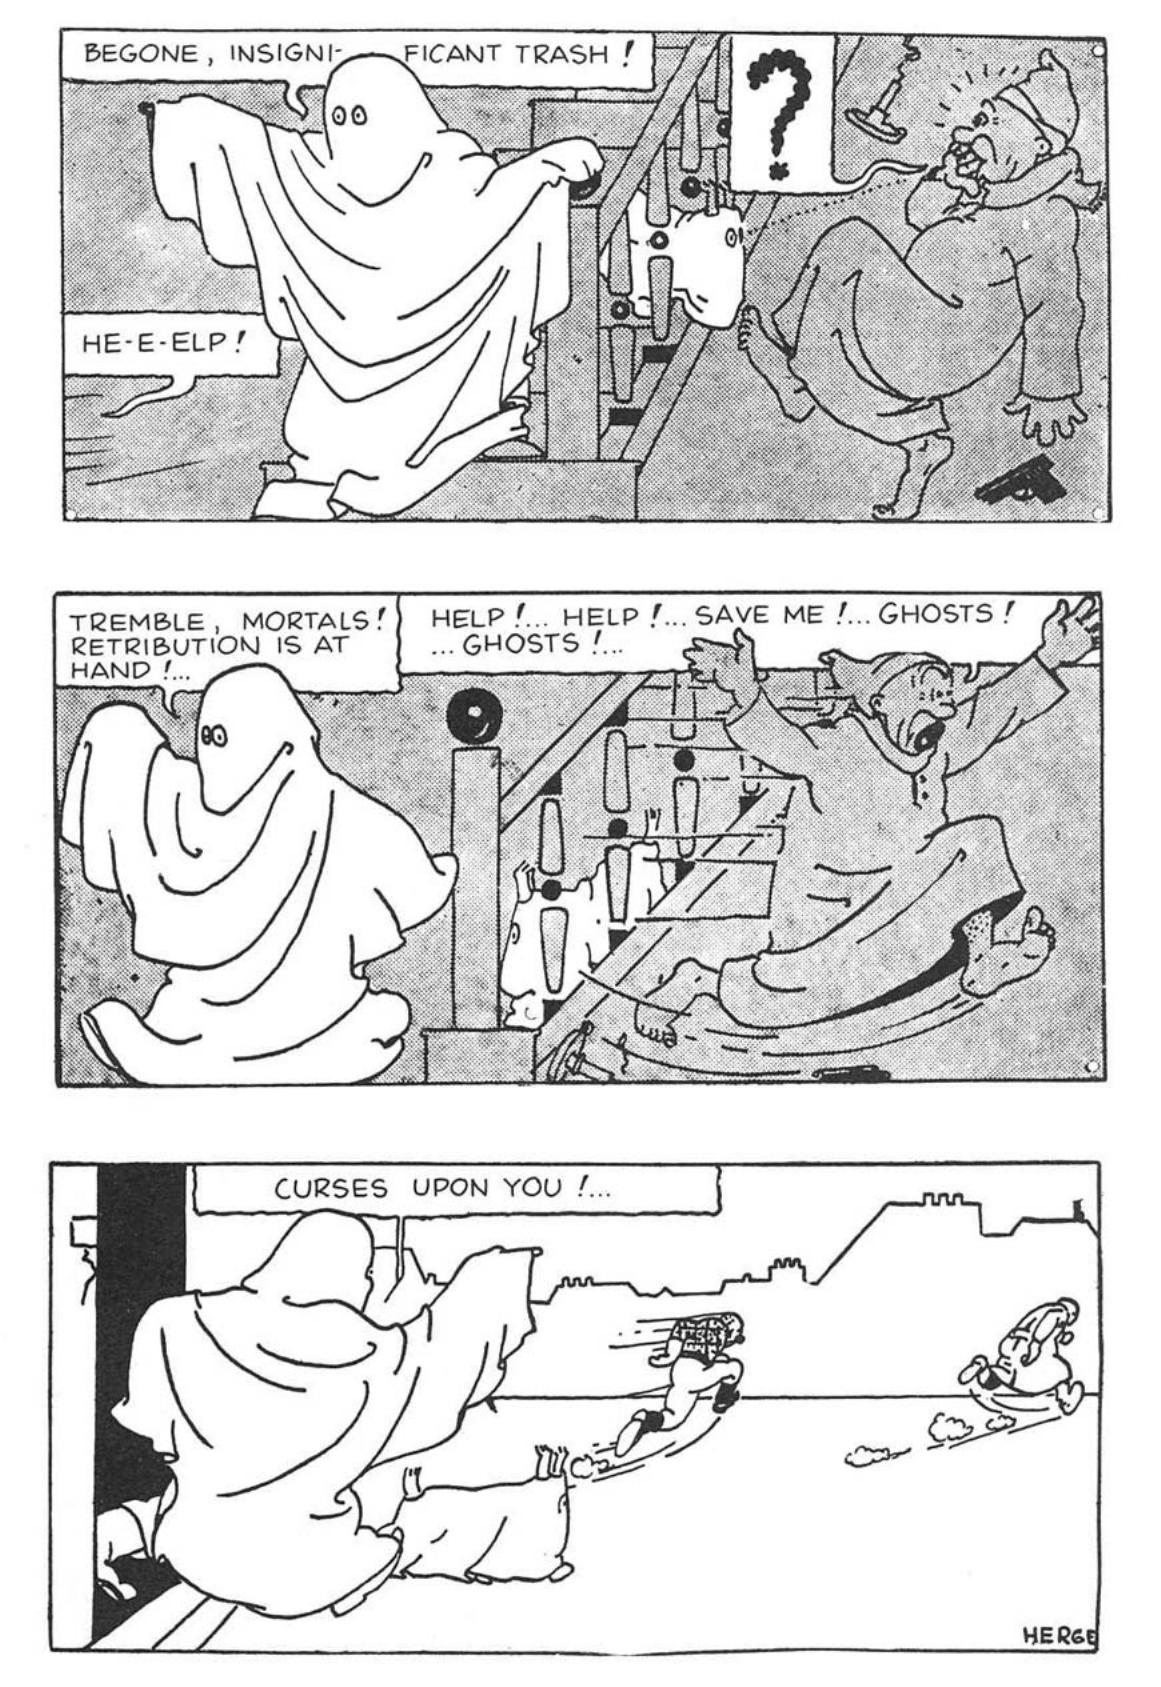 BEGONE, INSIGNI- FICANT TRASH!
?
HE-E-ELP!
TREMBLE, MORTALS!
RETRIBUTION IS AT
HAND!...
HELP!... HELP!... SAVE ME!... GHOSTS!
... GHOSTS!...
CURSES UPON YOU!...
HERGE